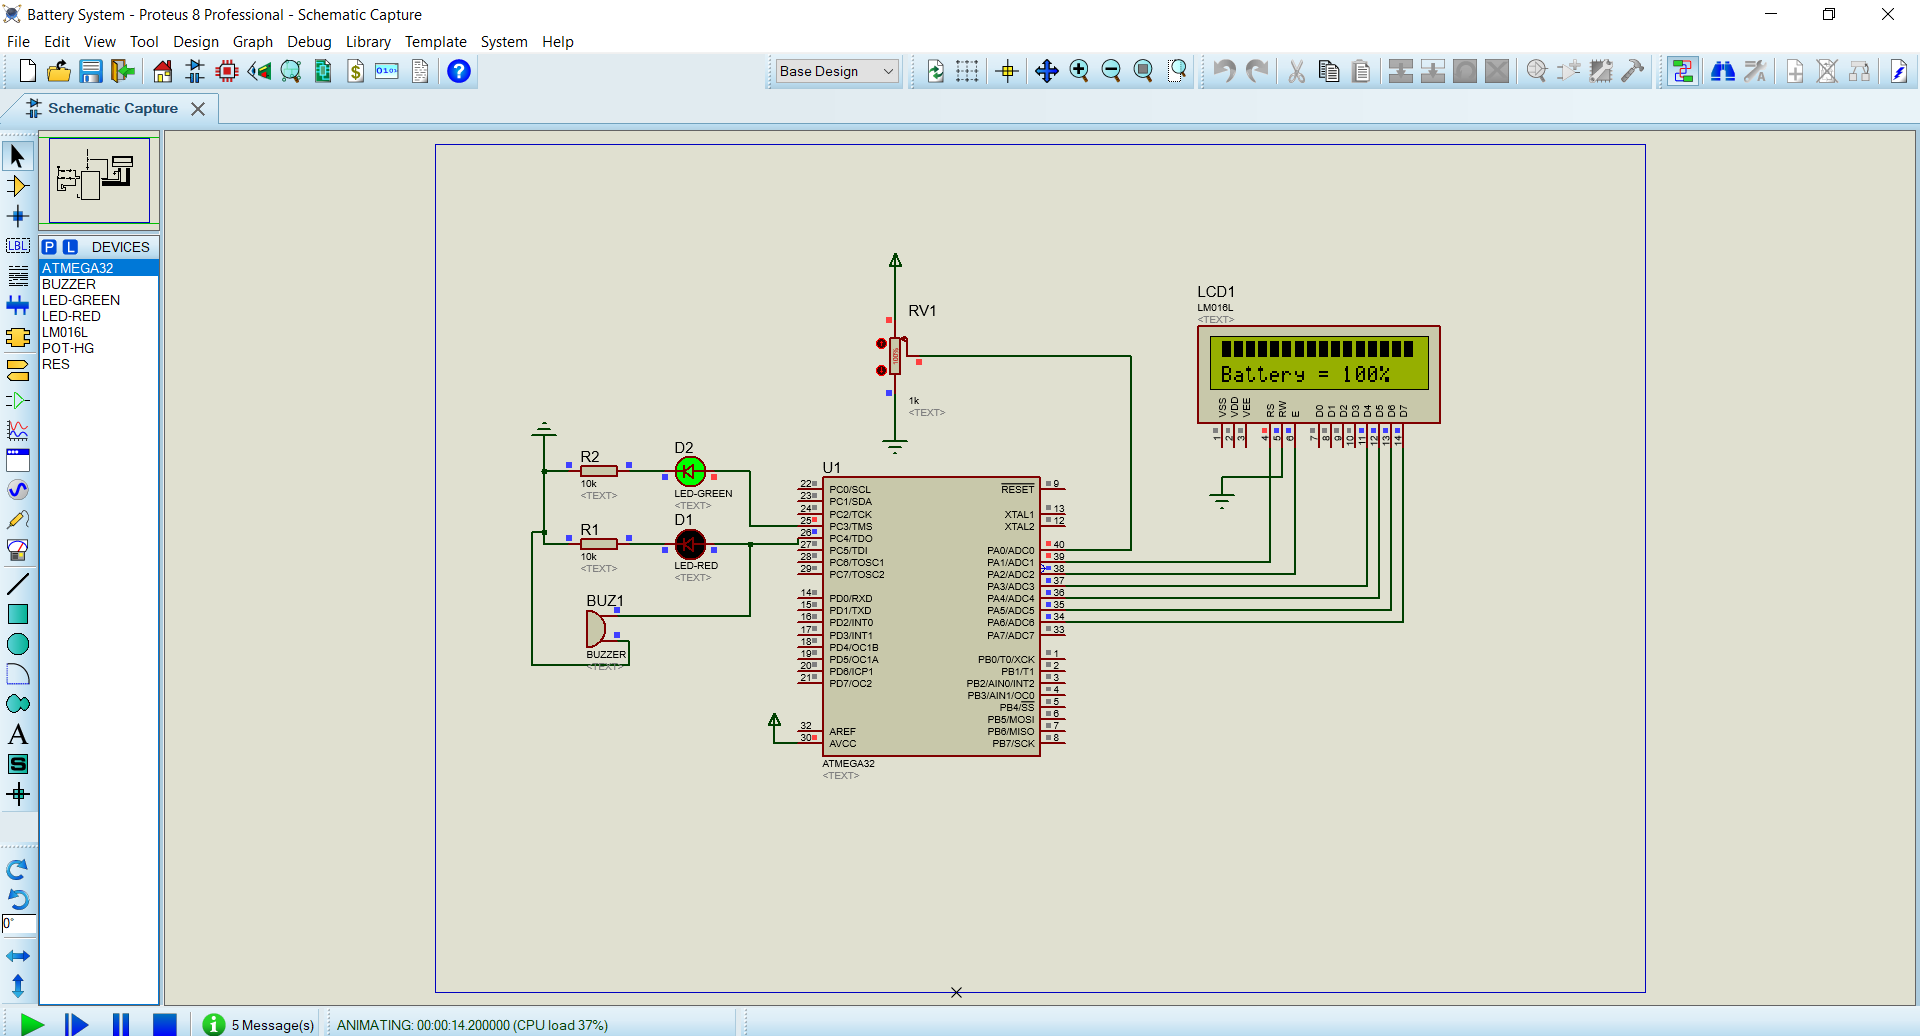 Battery System - Proteus 8 Professional - Schematic Capture
File Edit View Tool Design Graph Debug Library Template System Help
Base Design
Schematic Capture
P L DEVICES
ATMEGA32
BUZZER
LED-GREEN
LED-RED
LM016L
POT-HG
RES
LBL
A
S
0°
RV1
100%
1k
<TEXT>
LCD1
LM016L
<TEXT>
Battery = 100%
VSS VDD VEE RS RW E D0 D1 D2 D3 D4 D5 D6 D7
1 2 3 4 5 6 7 8 9 10 11 12 13 14
R2
10k
<TEXT>
D2
LED-GREEN
<TEXT>
R1
10k
<TEXT>
D1
LED-RED
<TEXT>
BUZ1
BUZZER
<TEXT>
U1
22 PC0/SCL
23 PC1/SDA
24 PC2/TCK
25 PC3/TMS
26 PC4/TDO
27 PC5/TDI
28 PC6/TOSC1
29 PC7/TOSC2
14 PD0/RXD
15 PD1/TXD
16 PD2/INT0
17 PD3/INT1
18 PD4/OC1B
19 PD5/OC1A
20 PD6/ICP1
21 PD7/OC2
32 AREF
30 AVCC
RESET 9
XTAL1 13
XTAL2 12
PA0/ADC0 40
PA1/ADC1 39
PA2/ADC2 38
PA3/ADC3 37
PA4/ADC4 36
PA5/ADC5 35
PA6/ADC6 34
PA7/ADC7 33
PB0/T0/XCK 1
PB1/T1 2
PB2/AIN0/INT2 3
PB3/AIN1/OC0 4
PB4/SS 5
PB5/MOSI 6
PB6/MISO 7
PB7/SCK 8
ATMEGA32
<TEXT>
5 Message(s)
ANIMATING: 00:00:14.200000 (CPU load 37%)